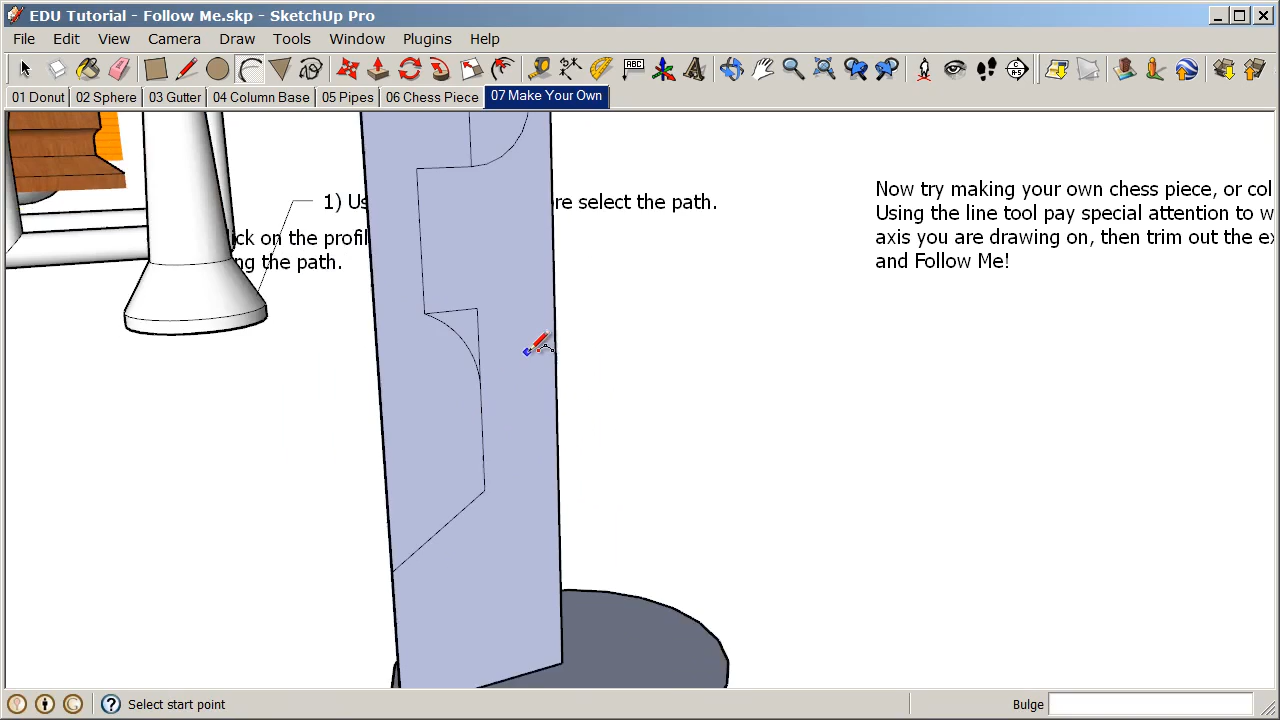 EDU Tutorial - Follow Me.skp - SketchUp Pro
File Edit View Camera Draw Tools Window Plugins Help
ABC
A-5
01 Donut 02 Sphere 03 Gutter 04 Column Base 05 Pipes 06 Chess Piece 07 Make Your Own
1) Us re select the path.
ick on the profil
ng the path.
Now try making your own chess piece, or col
Using the line tool pay special attention to w
axis you are drawing on, then trim out the ex
and Follow Me!
Select start point
Bulge